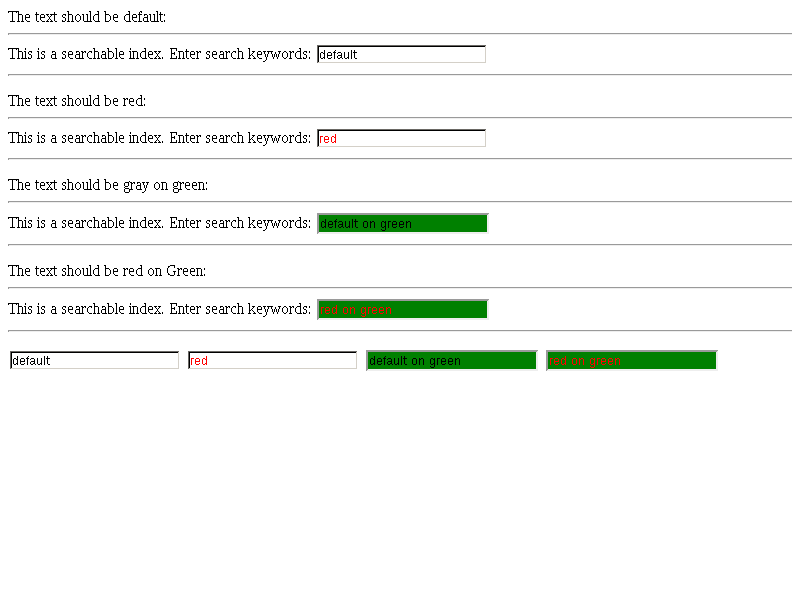 The text should be default:
This is a searchable index. Enter search keywords: default
The text should be red:
This is a searchable index. Enter search keywords: red
The text should be gray on green:
This is a searchable index. Enter search keywords: default on green
The text should be red on Green:
This is a searchable index. Enter search keywords: red on green
default red default on green red on green